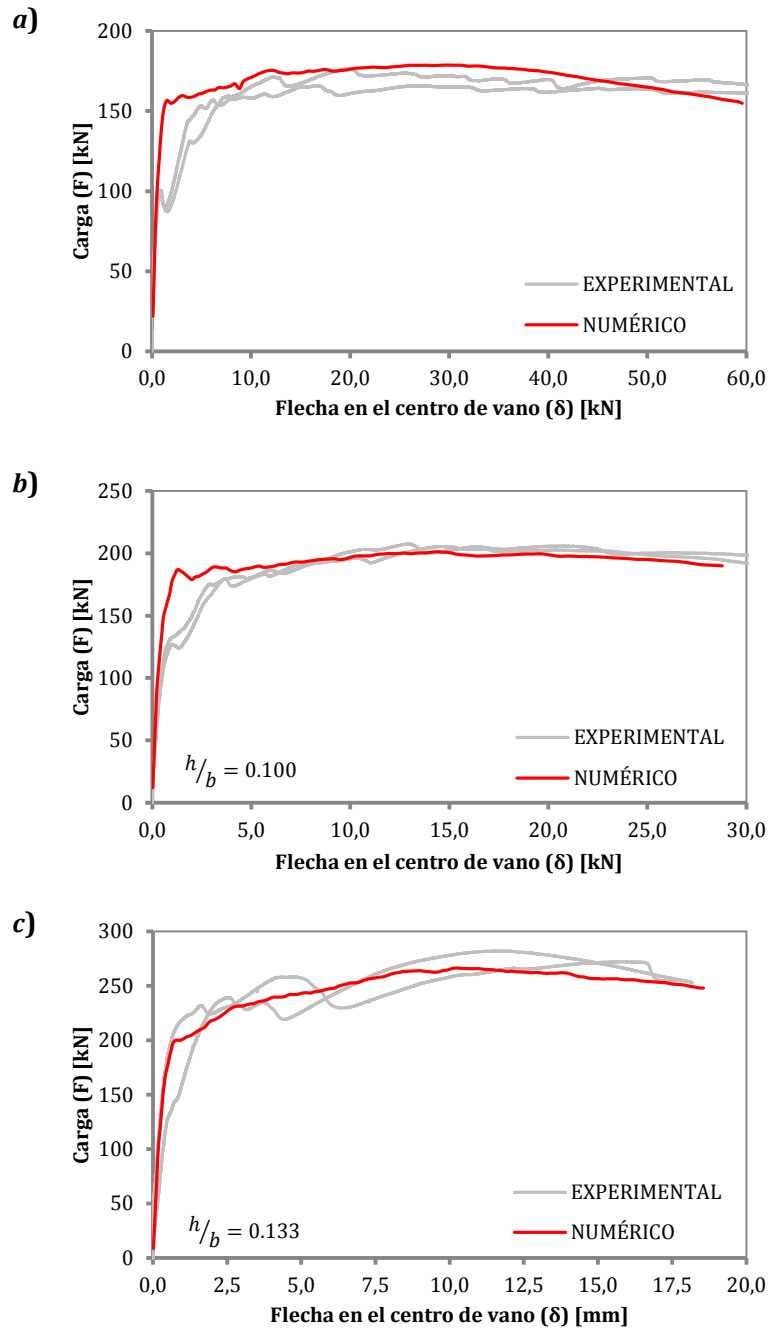 a)
200
150
100
50
0
Carga (F) [kN]
EXPERIMENTAL
NUMÉRICO
0,0 10,0 20,0 30,0 40,0 50,0 60,0
Flecha en el centro de vano (δ) [kN]
b)
250
200
150
100
50
0
Carga (F) [kN]
h/b = 0.100
EXPERIMENTAL
NUMÉRICO
0,0 5,0 10,0 15,0 20,0 25,0 30,0
Flecha en el centro de vano (δ) [kN]
c)
300
250
200
150
100
50
0
Carga (F) [kN]
h/b = 0.133
EXPERIMENTAL
NUMÉRICO
0,0 2,5 5,0 7,5 10,0 12,5 15,0 17,5 20,0
Flecha en el centro de vano (δ) [mm]